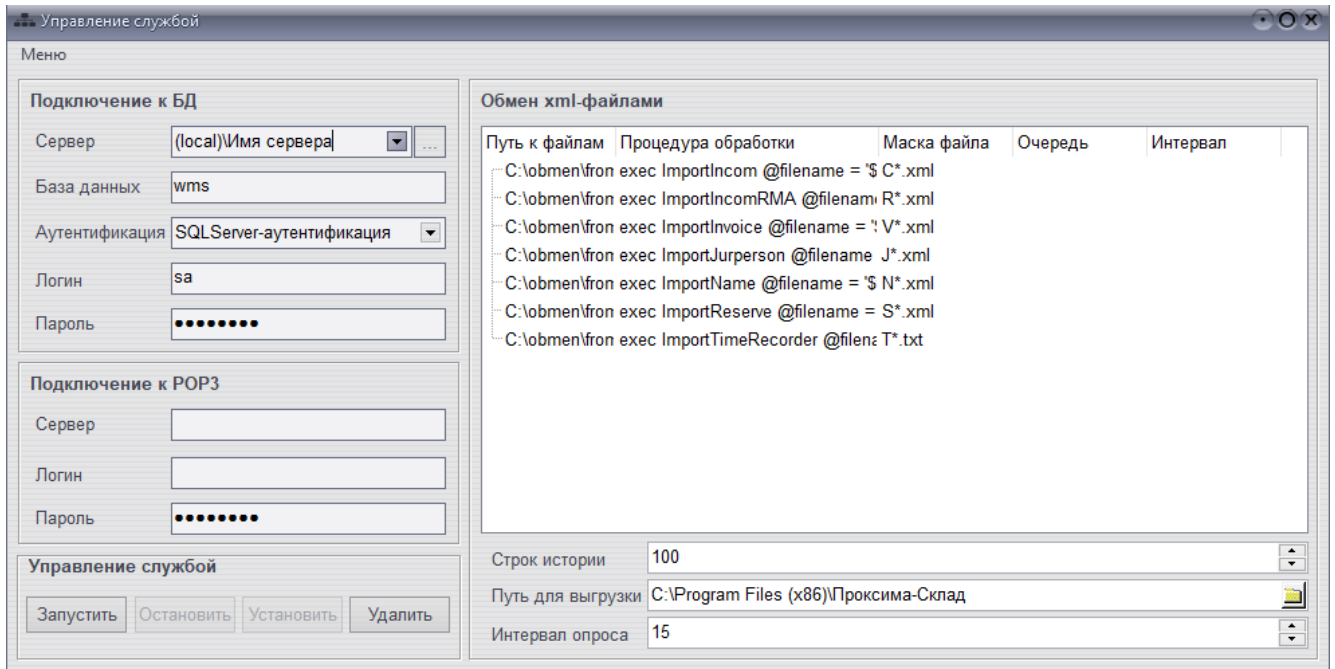 Управление службой
Меню
Подключение к БД
Сервер (local)\Имя сервера ...
База данных wms
Аутентификация SQLServer-аутентификация
Логин sa
Пароль ●●●●●●●●
Подключение к POP3
Сервер
Логин
Пароль ●●●●●●●●
Управление службой
Запустить Остановить Установить Удалить
Обмен xml-файлами
Путь к файлам Процедура обработки Маска файла Очередь Интервал
C:\obmen\fron exec ImportIncom @filename = '$ C*.xml
C:\obmen\fron exec ImportIncomRMA @filenam R*.xml
C:\obmen\fron exec ImportInvoice @filename = ' V*.xml
C:\obmen\fron exec ImportJurperson @filename J*.xml
C:\obmen\fron exec ImportName @filename = '$ N*.xml
C:\obmen\fron exec ImportReserve @filename = S*.xml
C:\obmen\fron exec ImportTimeRecorder @filena T*.txt
Строк истории 100
Путь для выгрузки C:\Program Files (x86)\Проксима-Склад
Интервал опроса 15